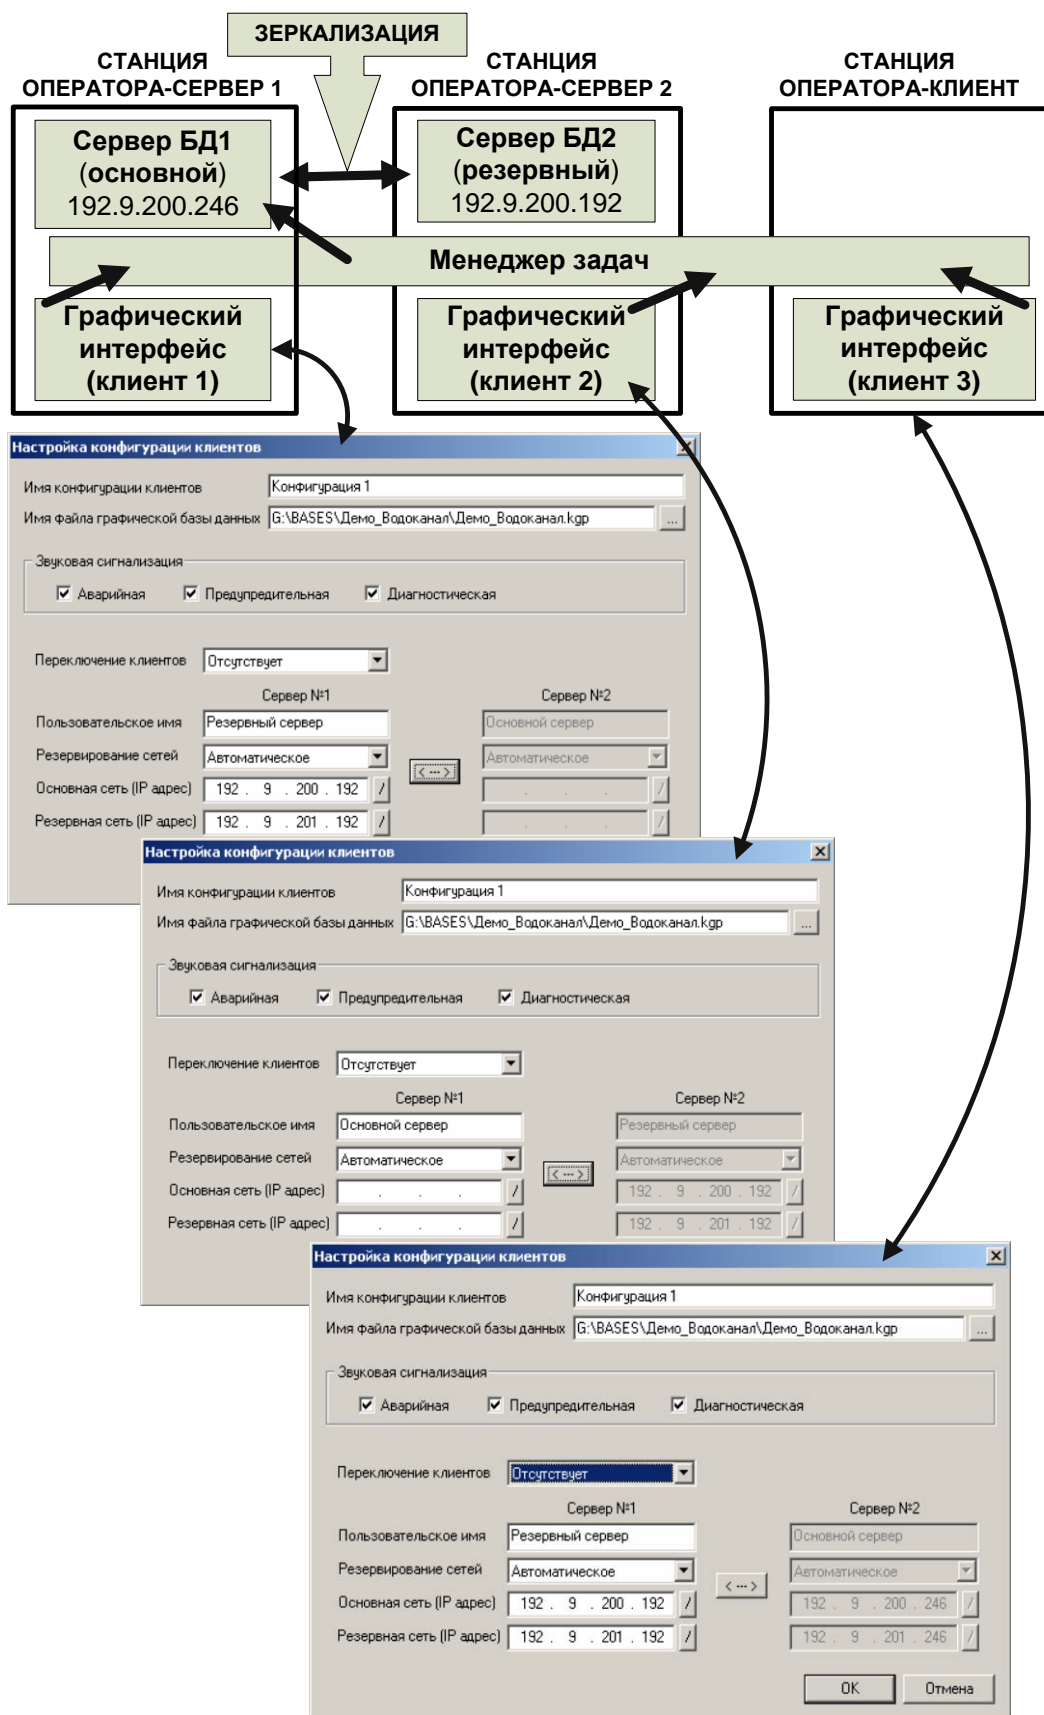 ЗЕРКАЛИЗАЦИЯ
СТАНЦИЯ
ОПЕРАТОРА-СЕРВЕР 1
СТАНЦИЯ
ОПЕРАТОРА-СЕРВЕР 2
СТАНЦИЯ
ОПЕРАТОРА-КЛИЕНТ
Сервер БД1
(основной)
192.9.200.246
Сервер БД2
(резервный)
192.9.200.192
Менеджер задач
Графический
интерфейс
(клиент 1)
Графический
интерфейс
(клиент 2)
Графический
интерфейс
(клиент 3)
Настройка конфигурации клиентов
Имя конфигурации клиентов Конфигурация 1
Имя файла графической базы данных G:\BASES\Демо_Водоканал\Демо_Водоканал.kgp ...
Звуковая сигнализация
Аварийная Предупредительная Диагностическая
Переключение клиентов Отсутствует
Сервер №1 Сервер №2
Пользовательское имя Резервный сервер Основной сервер
Резервирование сетей Автоматическое <---> Автоматическое
Основная сеть (IP адрес) 192 . 9 . 200 . 192 / . . . /
Резервная сеть (IP адрес) 192 . 9 . 201 . 192 / . . . /
Настройка конфигурации клиентов
Имя конфигурации клиентов Конфигурация 1
Имя файла графической базы данных G:\BASES\Демо_Водоканал\Демо_Водоканал.kgp ...
Звуковая сигнализация
Аварийная Предупредительная Диагностическая
Переключение клиентов Отсутствует
Сервер №1 Сервер №2
Пользовательское имя Основной сервер Резервный сервер
Резервирование сетей Автоматическое <---> Автоматическое
Основная сеть (IP адрес) . . . / 192 . 9 . 200 . 192 /
Резервная сеть (IP адрес) . . . / 192 . 9 . 201 . 192 /
Настройка конфигурации клиентов
Имя конфигурации клиентов Конфигурация 1
Имя файла графической базы данных G:\BASES\Демо_Водоканал\Демо_Водоканал.kgp ...
Звуковая сигнализация
Аварийная Предупредительная Диагностическая
Переключение клиентов Отсутствует
Сервер №1 Сервер №2
Пользовательское имя Резервный сервер Основной сервер
Резервирование сетей Автоматическое <---> Автоматическое
Основная сеть (IP адрес) 192 . 9 . 200 . 192 / 192 . 9 . 200 . 246 /
Резервная сеть (IP адрес) 192 . 9 . 201 . 192 / 192 . 9 . 201 . 246 /
OK Отмена